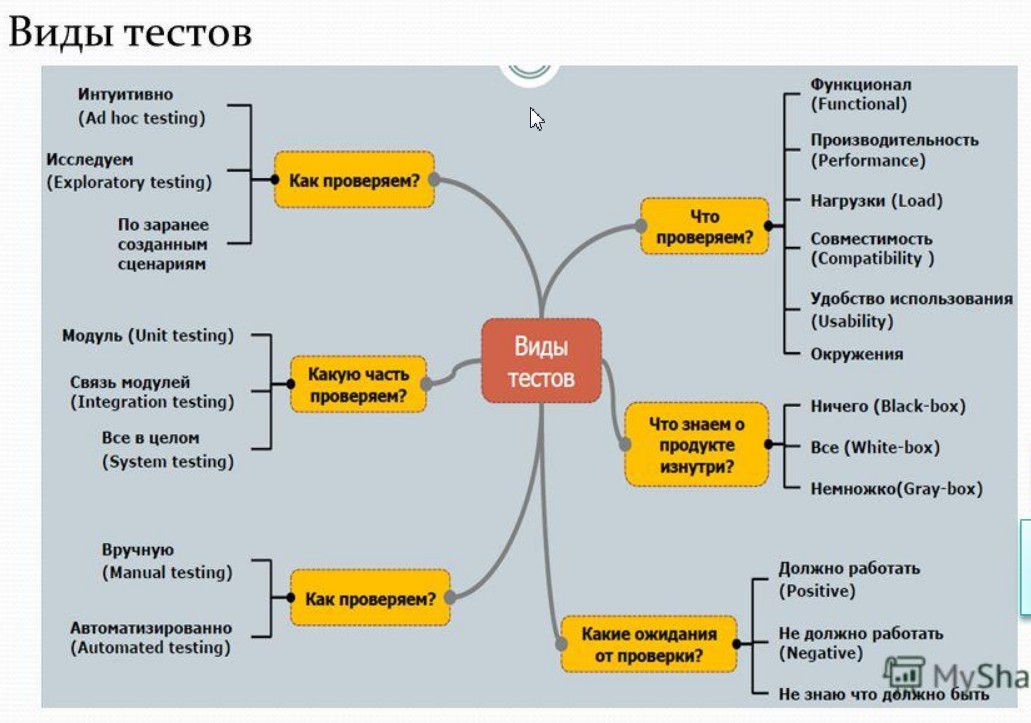 Виды тестов
Интуитивно
(Ad hoc testing)
Исследуем
(Exploratory testing)
По заранее
созданным
сценариям
Как проверяем?
Модуль (Unit testing)
Связь модулей
(Integration testing)
Все в целом
(System testing)
Какую часть
проверяем?
Вручную
(Manual testing)
Автоматизированно
(Automated testing)
Как проверяем?
Виды
тестов
Что
проверяем?
Функционал
(Functional)
Производительность
(Performance)
Нагрузки (Load)
Совместимость
(Compatibility )
Удобство использования
(Usability)
Окружения
Что знаем о
продукте
изнутри?
Ничего (Black-box)
Все (White-box)
Немножко(Gray-box)
Какие ожидания
от проверки?
Должно работать
(Positive)
Не должно работать
(Negative)
Не знаю что должно быть
MySha